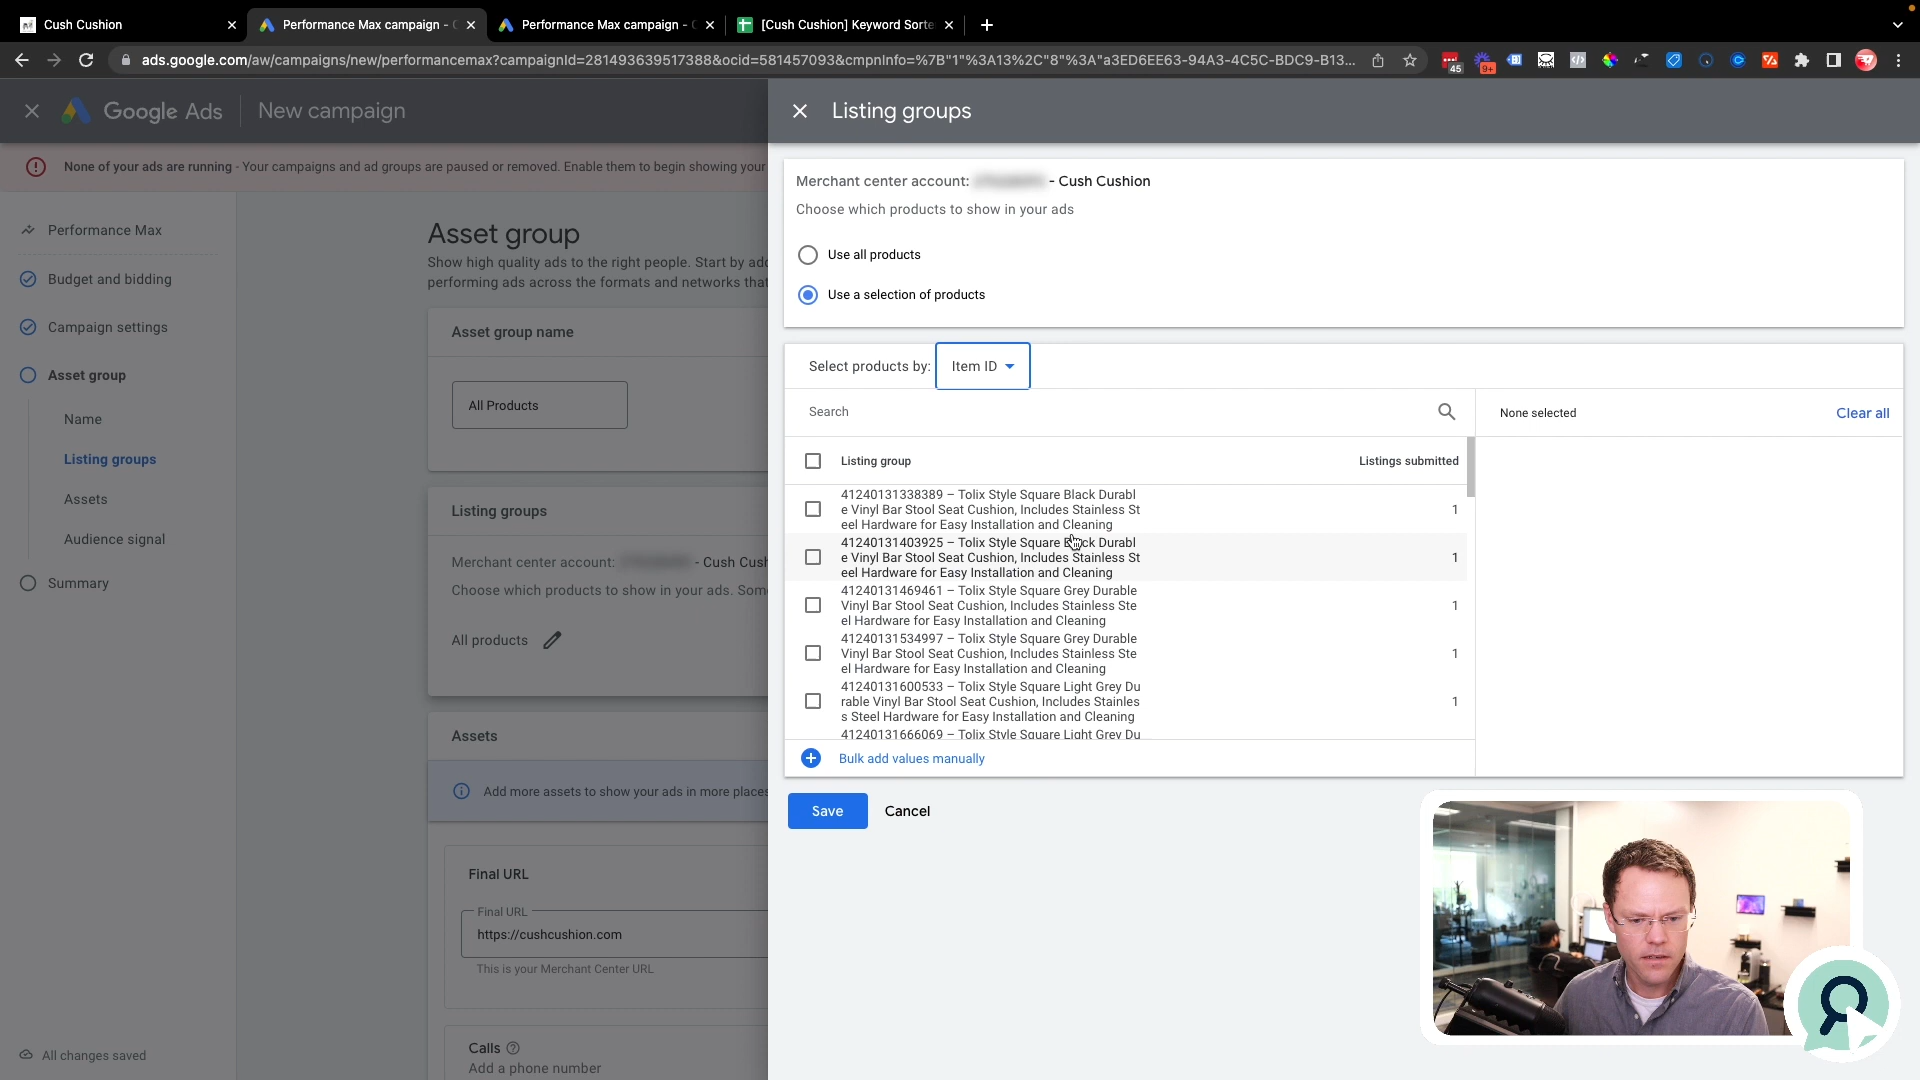 Cush Cushion
Performance Max campaign -
Performance Max campaign -
[Cush Cushion] Keyword Sorte
ads.google.com/aw/campaigns/new/performancemax?campaignId=281493639517388&ocid=581457093&cmpnInfo=%7B"1"%3A13%2C"8"%3A"a3ED6EE63-94A3-4C5C-BDC9-B13...
45
9+
Google Ads
New campaign
Listing groups
None of your ads are running - Your campaigns and ad groups are paused or removed. Enable them to begin showing your
Merchant center account: - Cush Cushion
Choose which products to show in your ads
Use all products
Use a selection of products
Performance Max
Budget and bidding
Campaign settings
Asset group
Name
Listing groups
Assets
Audience signal
Summary
All changes saved
Asset group
Show high quality ads to the right people. Start by
performing ads across the formats and networks that
Asset group name
All Products
Listing groups
Merchant center account: - Cush
Choose which products to show in your ads.
All products
Assets
Add more assets to show your ads in more places
Final URL
Final URL
https://cushcushion.com
This is your Merchant Center URL
Calls
Add a phone number
Select products by: Item ID
Search
None selected
Clear all
Listing group
Listings submitted
41240131338389 – Tolix Style Square Black Durabl
e Vinyl Bar Stool Seat Cushion, Includes Stainless St
eel Hardware for Easy Installation and Cleaning
1
41240131403925 – Tolix Style Square Black Durabl
e Vinyl Bar Stool Seat Cushion, Includes Stainless St
eel Hardware for Easy Installation and Cleaning
1
41240131469461 – Tolix Style Square Grey Durable
Vinyl Bar Stool Seat Cushion, Includes Stainless Ste
el Hardware for Easy Installation and Cleaning
1
41240131534997 – Tolix Style Square Grey Durable
Vinyl Bar Stool Seat Cushion, Includes Stainless Ste
el Hardware for Easy Installation and Cleaning
1
41240131600533 – Tolix Style Square Light Grey Du
rable Vinyl Bar Stool Seat Cushion, Includes Stainles
s Steel Hardware for Easy Installation and Cleaning
1
41240131666069 – Tolix Style Square Light Grey Du
Bulk add values manually
Save
Cancel